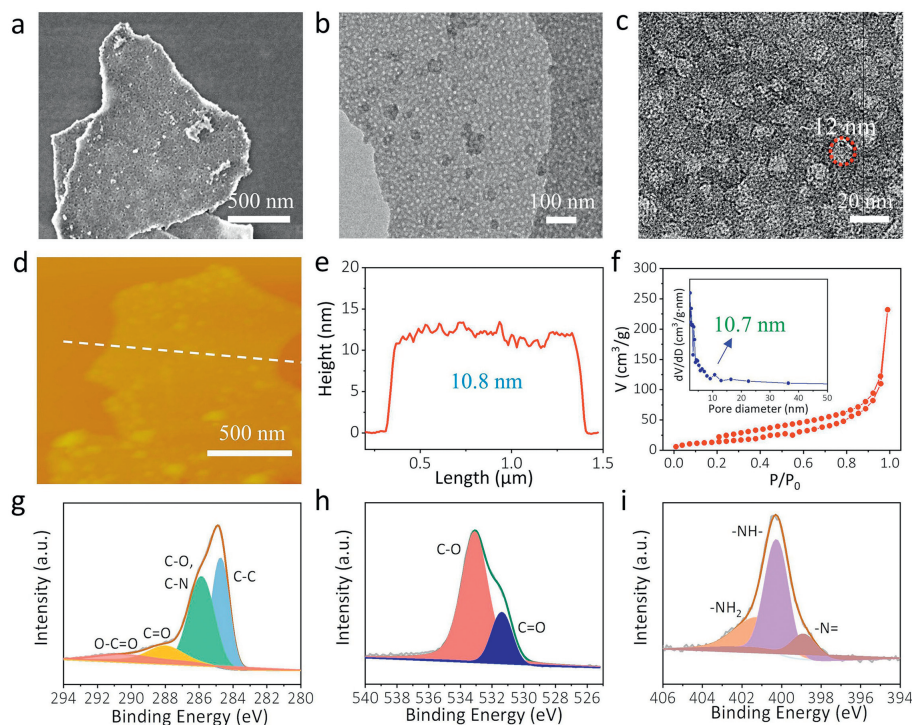 a
500 nm
b
100 nm
c
~12 nm
20 nm
d
500 nm
e
20
15
10
5
0
Height (nm)
10.8 nm
0.5
1.0
1.5
Length (μm)
f
300
250
200
150
100
50
0
V (cm³/g)
dV/dD (cm³/g·nm)
10.7 nm
10
20
30
40
50
Pore diameter (nm)
0.0
0.2
0.4
0.6
0.8
1.0
P/P₀
g
Intensity (a.u.)
O-C=O
C=O
C-O,
C-N
C-C
294
292
290
288
286
284
282
280
Binding Energy (eV)
h
Intensity (a.u.)
C-O
C=O
540
538
536
534
532
530
528
526
Binding Energy (eV)
i
Intensity (a.u.)
-NH-
-NH₂
-N=
406
404
402
400
398
396
394
Binding Energy (eV)